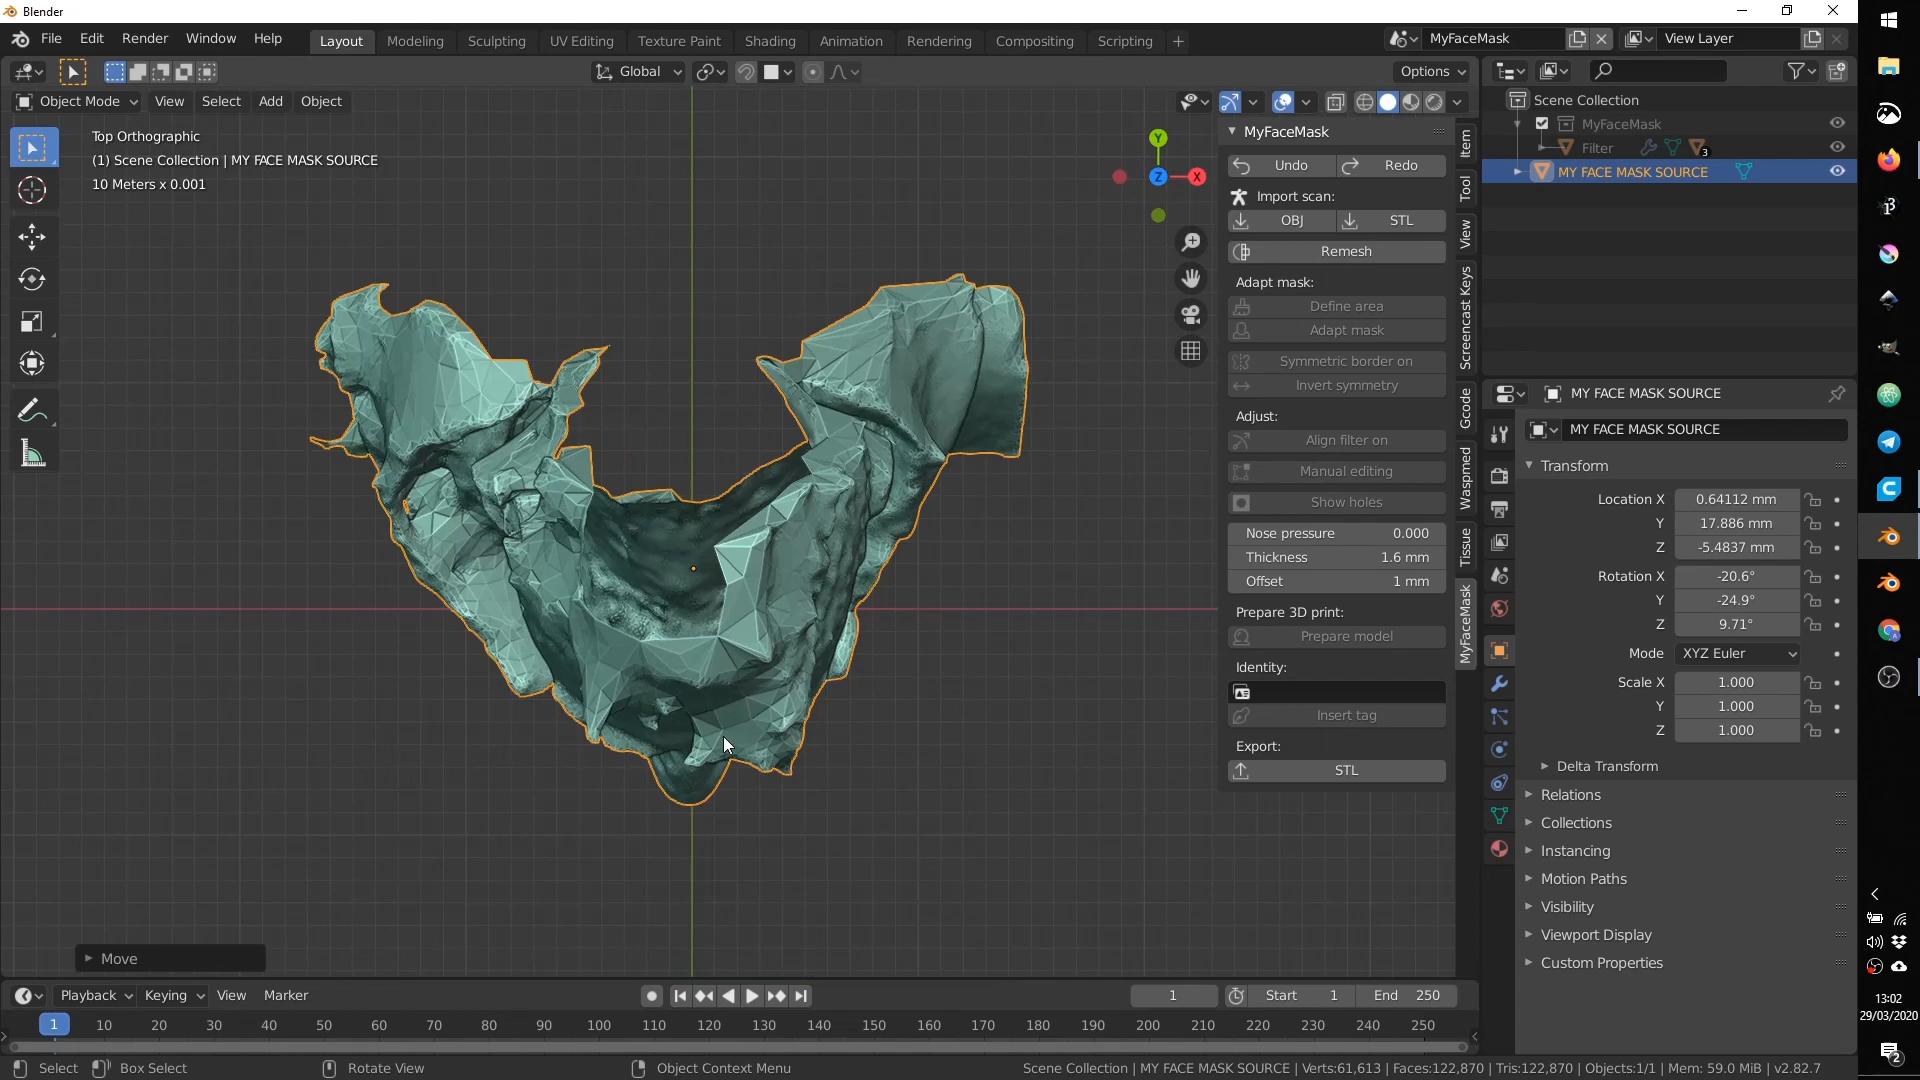 Blender
File Edit Render Window Help
Layout Modeling Sculpting UV Editing Texture Paint Shading Animation Rendering Compositing Scripting +
MyFaceMask
View Layer
Global
Options
Object Mode View Select Add Object
Top Orthographic
(1) Scene Collection | MY FACE MASK SOURCE
10 Meters x 0.001
Y
Z
X
MyFaceMask
Undo Redo
Import scan:
OBJ STL
Remesh
Adapt mask:
Define area
Adapt mask
Symmetric border on
Invert symmetry
Adjust:
Align filter on
Manual editing
Show holes
Nose pressure 0.000
Thickness 1.6 mm
Offset 1 mm
Prepare 3D print:
Prepare model
Identity:
Insert tag
Export:
STL
Item
Tool
View
Screencast Keys
Gcode
Waspmed
Tissue
MyFaceMask
Scene Collection
MyFaceMask
Filter 3
MY FACE MASK SOURCE
MY FACE MASK SOURCE
MY FACE MASK SOURCE
Transform
Location X 0.64112 mm
Y 17.886 mm
Z -5.4837 mm
Rotation X -20.6°
Y -24.9°
Z 9.71°
Mode XYZ Euler
Scale X 1.000
Y 1.000
Z 1.000
Delta Transform
Relations
Collections
Instancing
Motion Paths
Visibility
Viewport Display
Custom Properties
Move
Playback Keying View Marker
1
Start 1
End 250
1 10 20 30 40 50 60 70 80 90 100 110 120 130 140 150 160 170 180 190 200 210 220 230 240 250
Select Box Select Rotate View Object Context Menu
Scene Collection | MY FACE MASK SOURCE | Verts:61,613 | Faces:122,870 | Tris:122,870 | Objects:1/1 | Mem: 59.0 MiB | v2.82.7
13:02
29/03/2020
2